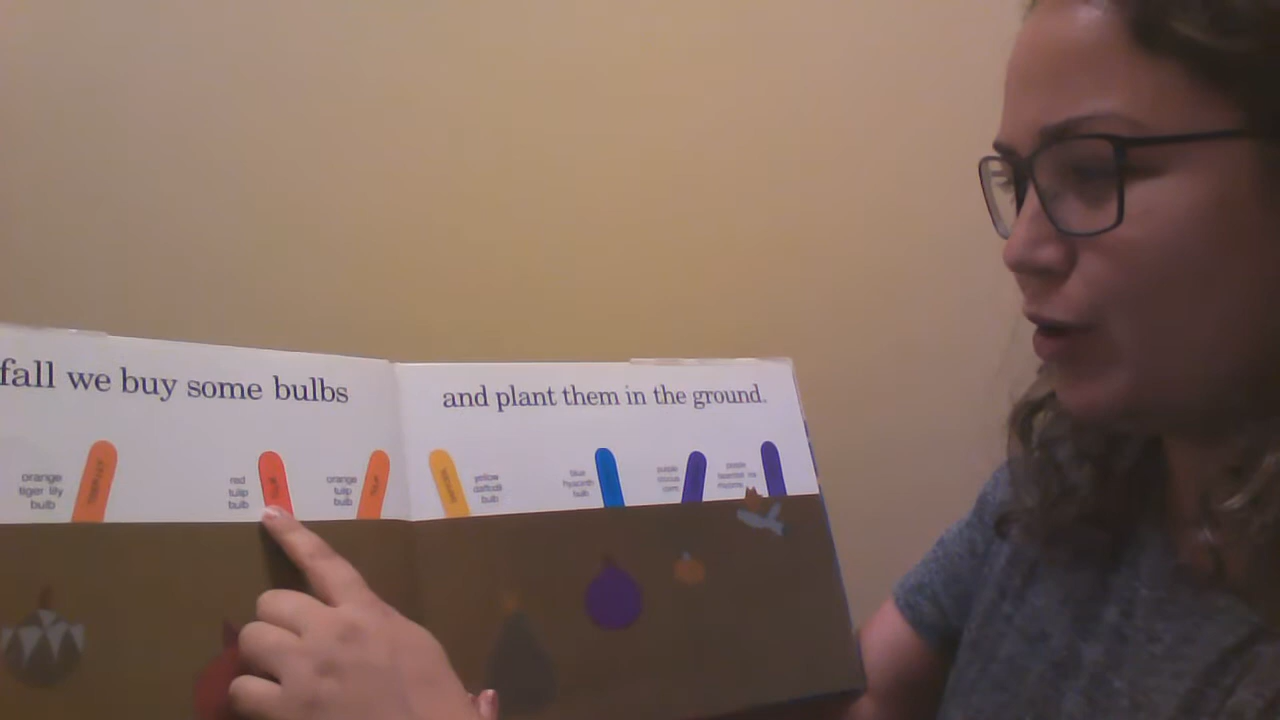 fall we buy some bulbs
and plant them in the ground.
orange
tiger lily
bulb
red
tulip
bulb
orange
tulip
bulb
yellow
daffodil
bulb
blue
hyacinth
bulb
purple
crocus
corm
purple